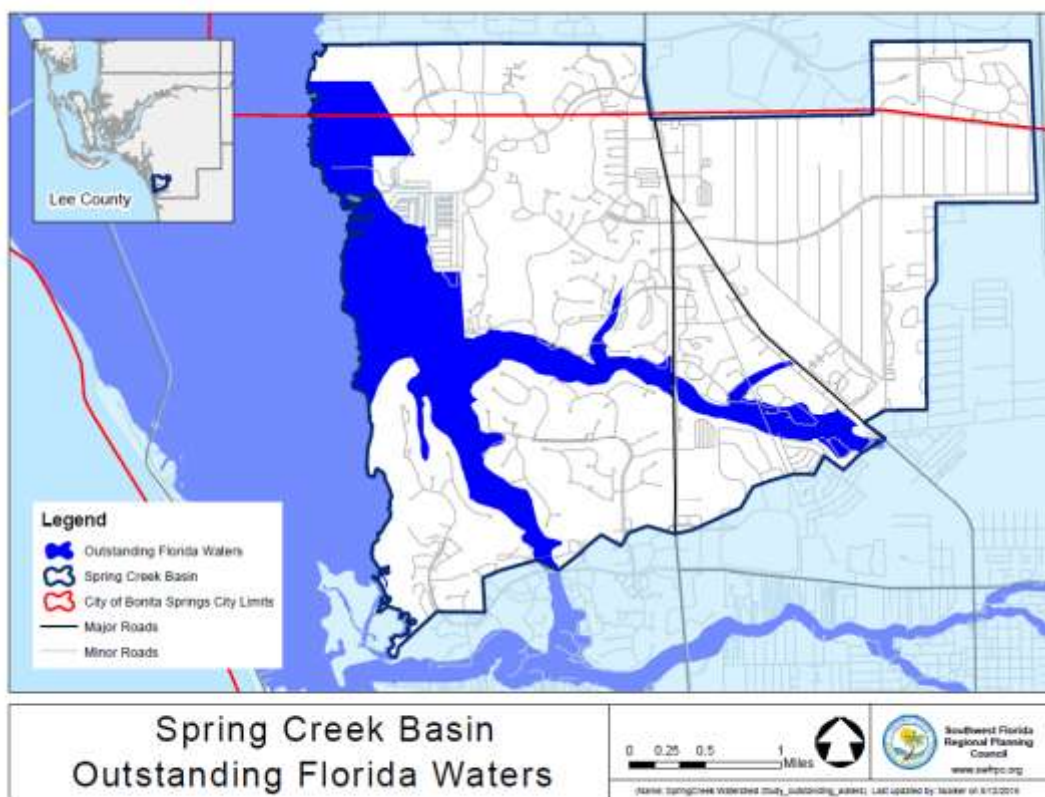 Lee County
Legend
Outstanding Florida Waters
Spring Creek Basin
City of Bonita Springs City Limits
Major Roads
Minor Roads
Spring Creek Basin
Outstanding Florida Waters
0 0.25 0.5 1
Miles
Southwest Florida
Regional Planning
Council
www.swfrpc.org